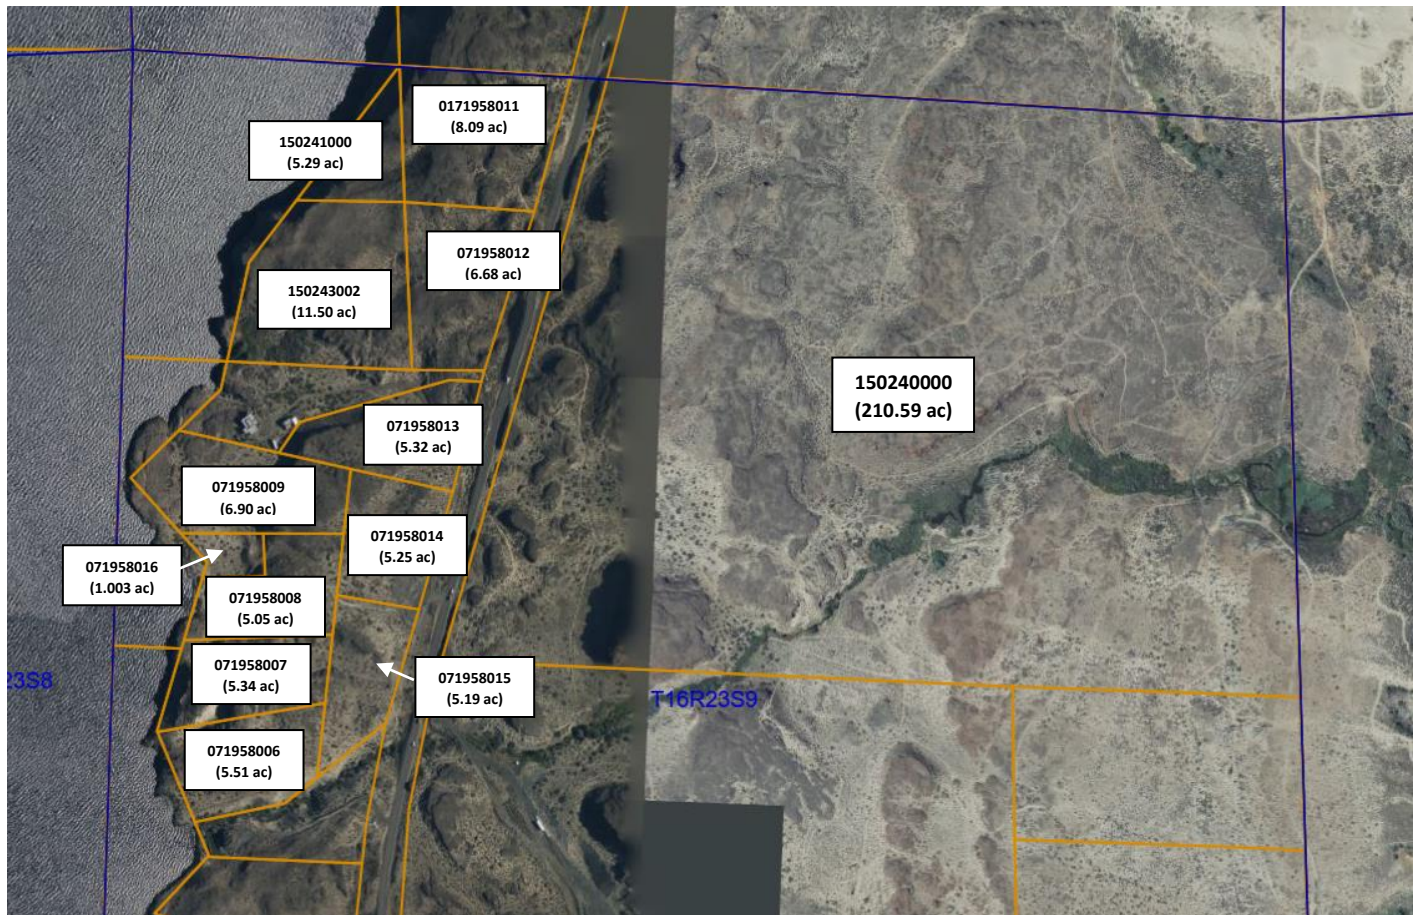 0171958011
(8.09 ac)
150241000
(5.29 ac)
071958012
(6.68 ac)
150243002
(11.50 ac)
150240000
(210.59 ac)
071958013
(5.32 ac)
071958009
(6.90 ac)
071958014
(5.25 ac)
071958016
(1.003 ac)
071958008
(5.05 ac)
071958007
(5.34 ac)
071958015
(5.19 ac)
23S8
T16R23S9
071958006
(5.51 ac)